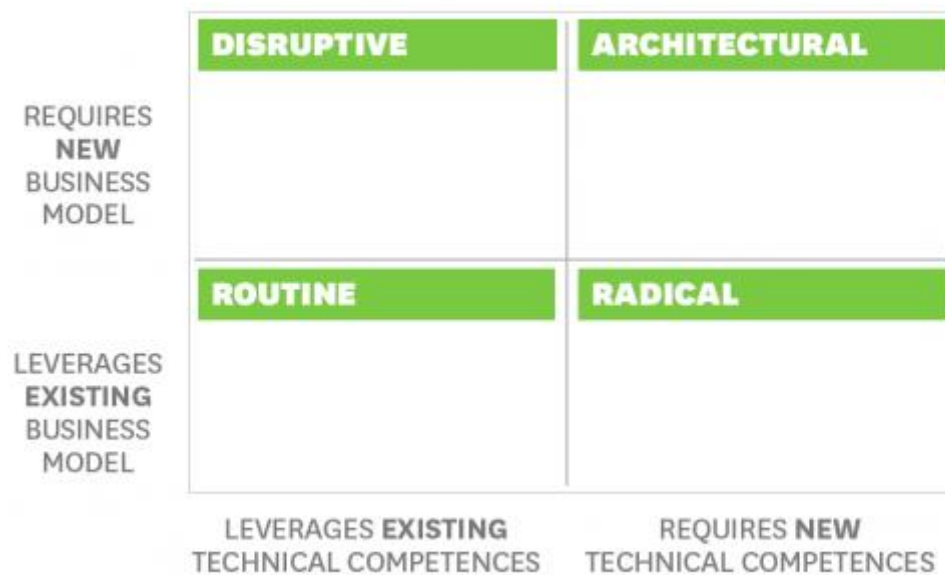 DISRUPTIVE
ARCHITECTURAL
REQUIRES
NEW
BUSINESS
MODEL
ROUTINE
RADICAL
LEVERAGES
EXISTING
BUSINESS
MODEL
LEVERAGES EXISTING
TECHNICAL COMPETENCES
REQUIRES NEW
TECHNICAL COMPETENCES